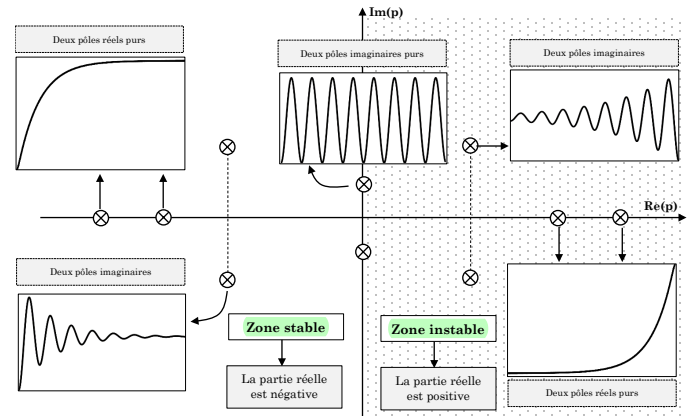 Im(p)
Deux pôles réels purs
Deux pôles imaginaires purs
Deux pôles imaginaires
Re(p)
Deux pôles imaginaires
Zone stable
Zone instable
La partie réelle
est négative
La partie réelle
est positive
Deux pôles réels purs